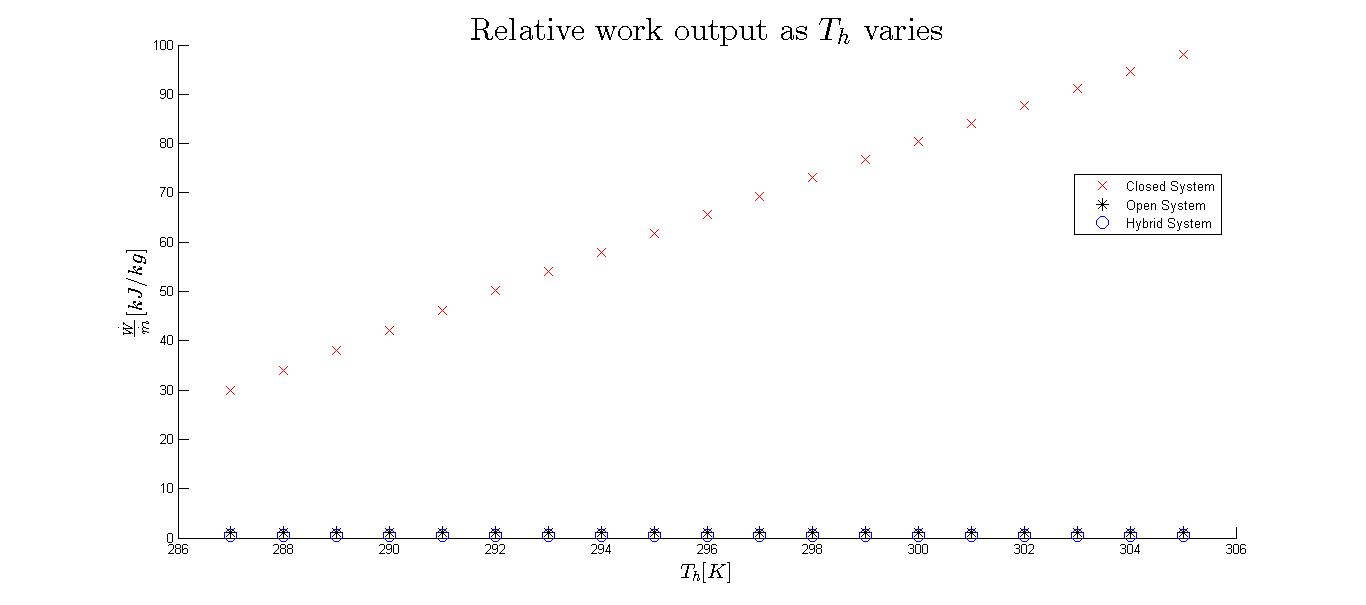 Relative work output as T_h varies
100
90
80
70
60
50
40
30
20
10
0
Ẇ/ṁ [kJ/kg]
Closed System
Open System
Hybrid System
286 288 290 292 294 296 298 300 302 304 306
T_h[K]